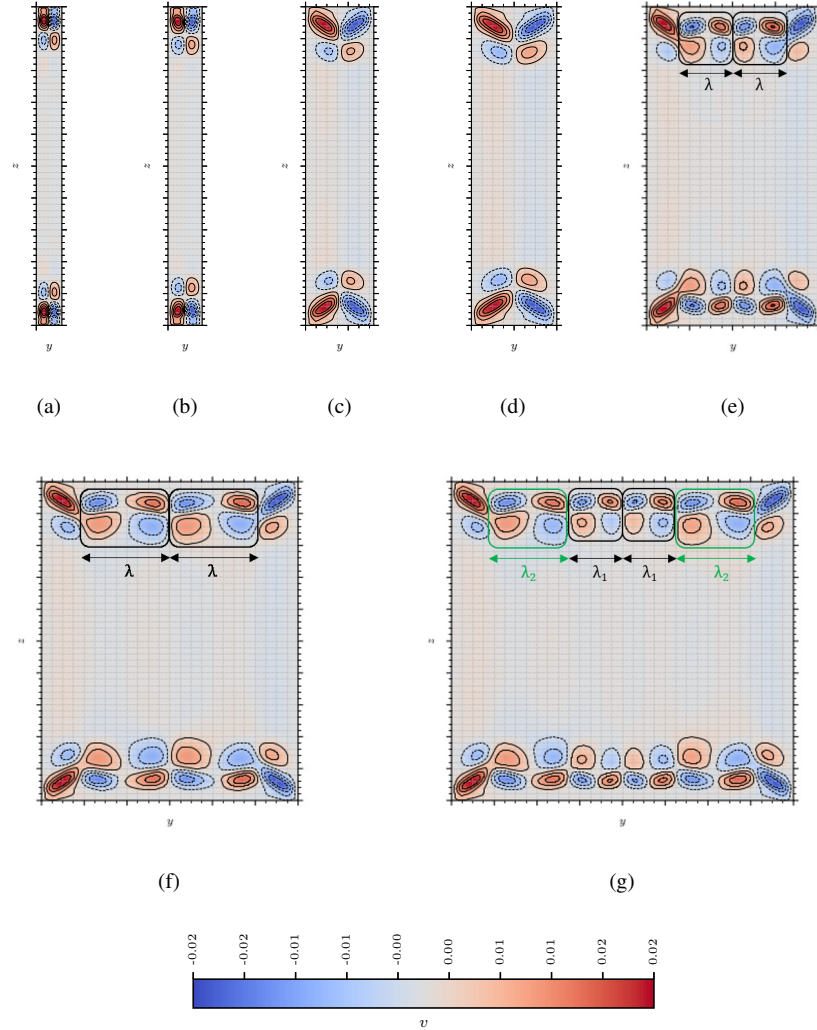 z
z
z
z
z
λ λ
y
y
y
y
y
(a)
(b)
(c)
(d)
(e)
z
λ λ
z
λ₂ λ₁ λ₁ λ₂
y
y
(f)
(g)
-0.02 -0.02 -0.01 -0.01 -0.00 0.00 0.01 0.01 0.02 0.02
v